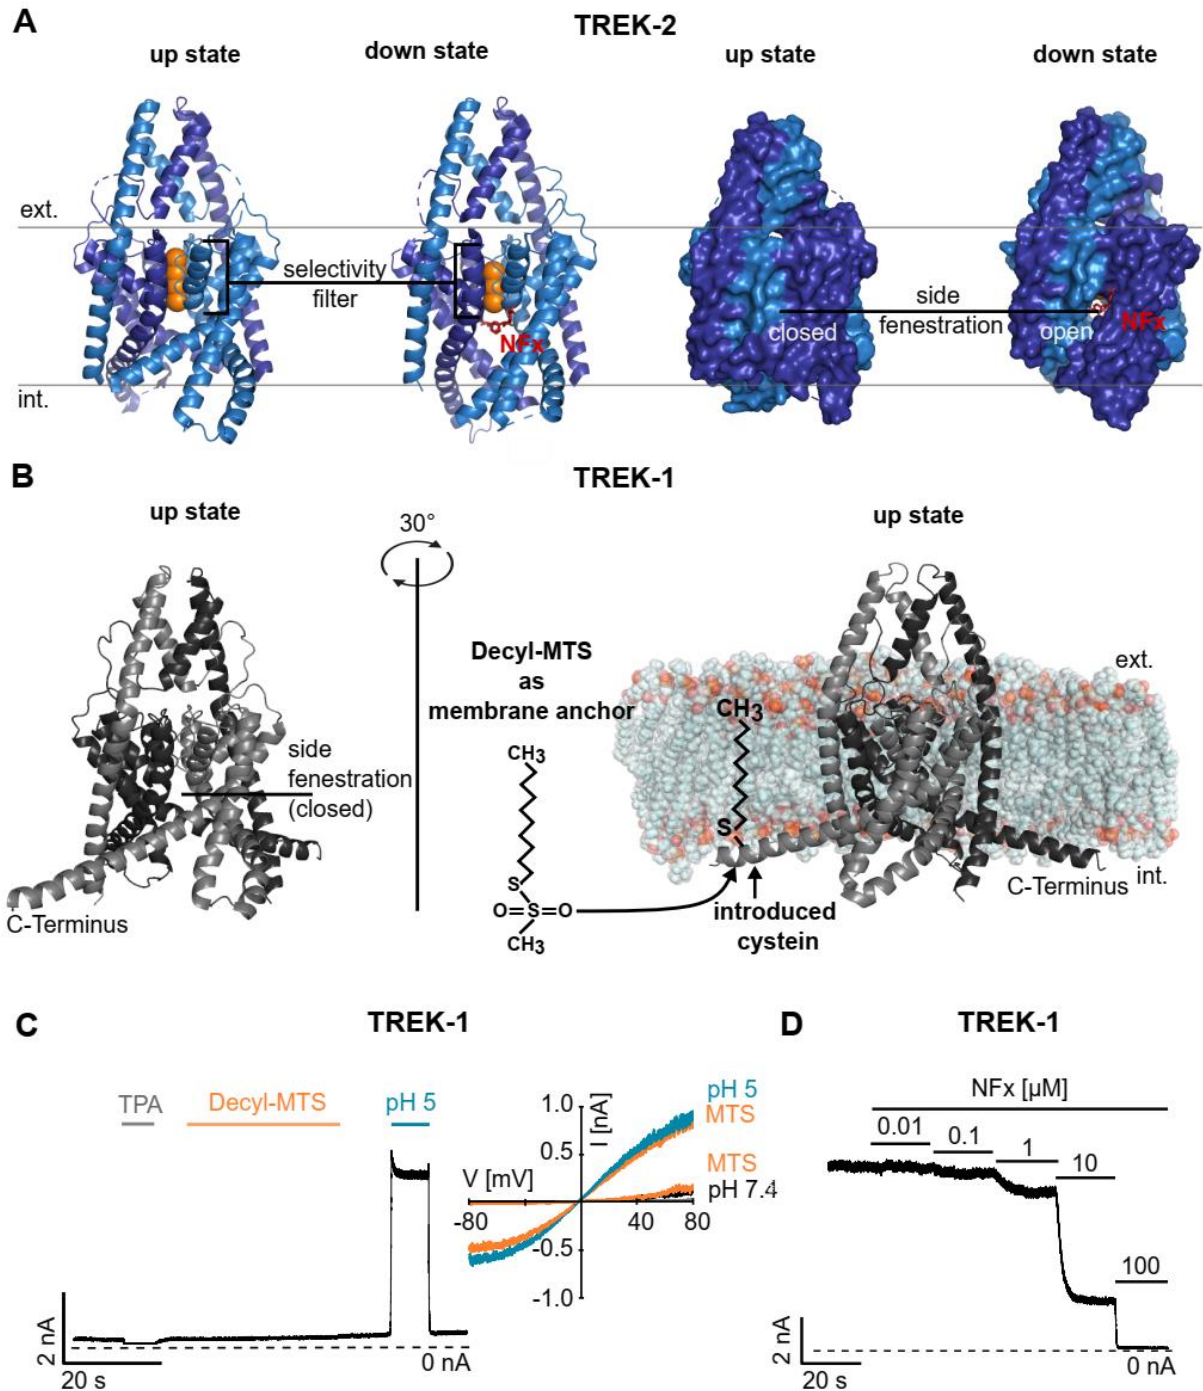 A
TREK-2
up state
down state
up state
down state
ext.
selectivity
filter
NFx
side
fenestration
closed
open
NFx
int.
B
TREK-1
up state
30°
up state
Decyl-MTS
as
membrane anchor
ext.
CH3
CH3
side
fenestration
(closed)
S
S
O=S=O
CH3
C-Terminus
C-Terminus
int.
introduced
cystein
C
TREK-1
TPA
Decyl-MTS
pH 5
1.0
I [nA]
pH 5
MTS
0.5
V [mV]
MTS
pH 7.4
-80
40
80
-0.5
-1.0
2 nA
20 s
0 nA
D
TREK-1
NFx [µM]
0.01
0.1
1
10
100
2 nA
20 s
0 nA